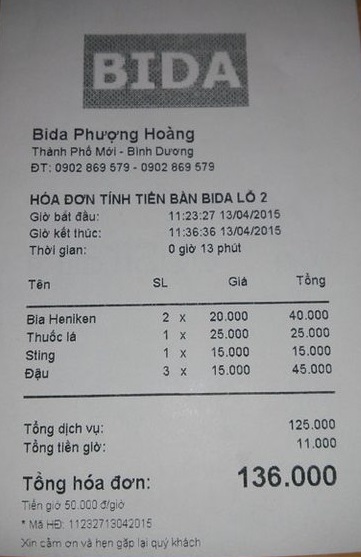 BIDA
Bida Phượng Hoàng
Thành Phố Mới - Bình Dương
ĐT: 0902 869 579 - 0902 869 579
HÓA ĐƠN TÍNH TIỀN BÀN BIDA LỖ 2
Giờ bắt đầu: 11:23:27 13/04/2015
Giờ kết thúc: 11:36:36 13/04/2015
Thời gian: 0 giờ 13 phút
Tên SL Giá Tổng
Bia Heniken 2 x 20.000 40.000
Thuốc lá 1 x 25.000 25.000
Sting 1 x 15.000 15.000
Đậu 3 x 15.000 45.000
Tổng dịch vụ: 125.000
Tổng tiền giờ: 11.000
Tổng hóa đơn: 136.000
Tiền giờ 50.000 đ/giờ
* Mã HĐ: 11232713042015
Xin cảm ơn và hẹn gặp lại quý khách